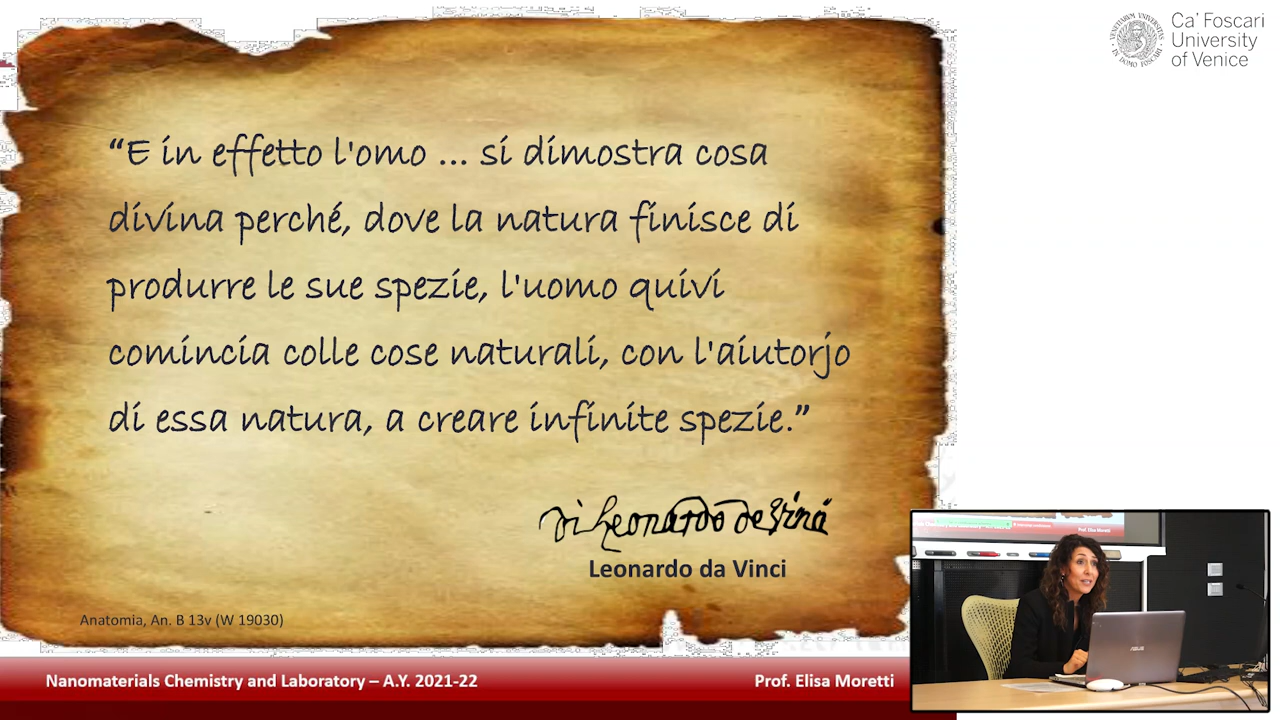 Ca' Foscari
University
of Venice
“E in effetto l'omo ... si dimostra cosa
divina perché, dove la natura finisce di
produrre le sue spezie, l'uomo quivi
comincia colle cose naturali, con l'aiutorjo
di essa natura, a creare infinite spezie.”
Leonardo da Vinci
Anatomia, An. B 13v (W 19030)
Nanomaterials Chemistry and Laboratory – A.Y. 2021-22
Prof. Elisa Moretti
ASUS